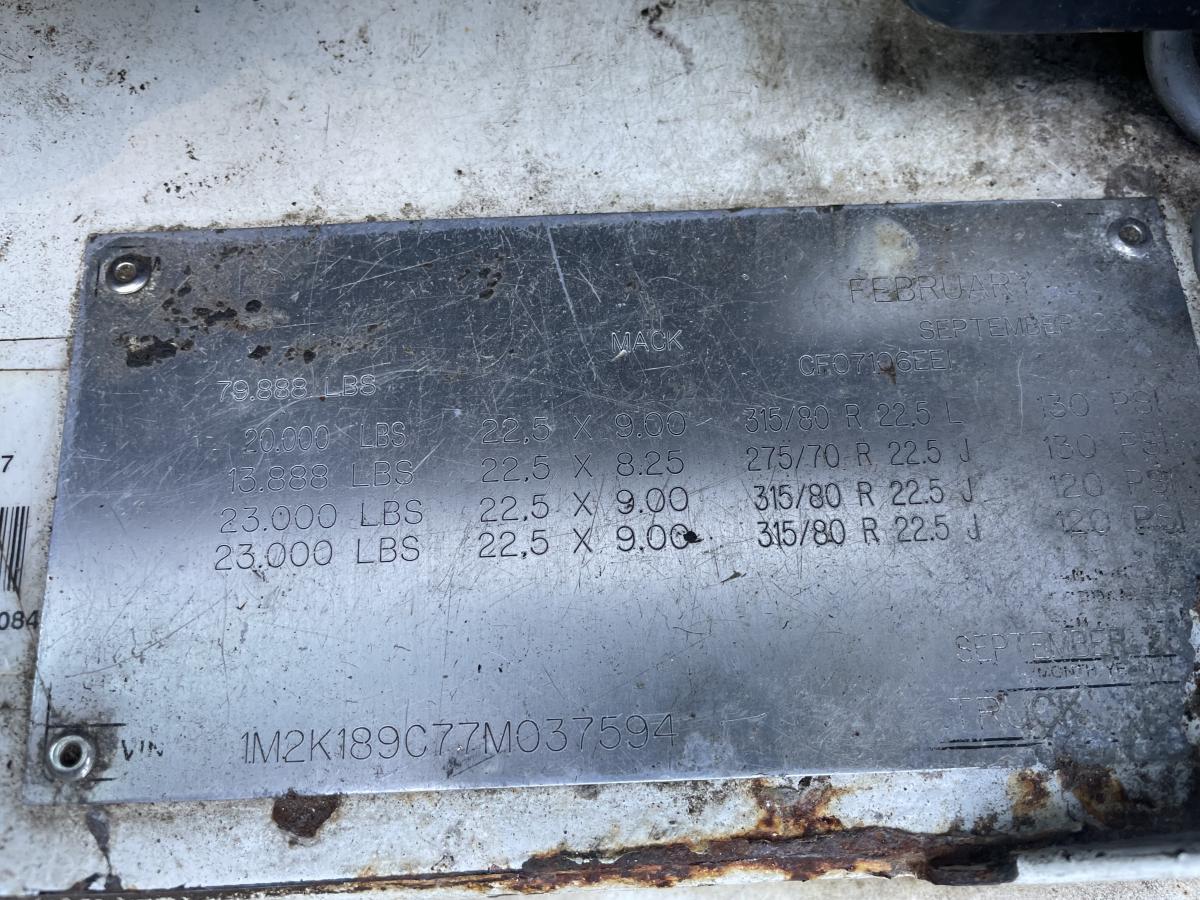 FEBRUARY
SEPTEMBER
MACK CF07106EEL
79.888 LBS
20.000 LBS 22.5 X 9.00 315/80 R 22.5 L 130 PSI
13.888 LBS 22.5 X 8.25 275/70 R 22.5 J 130 PSI
23.000 LBS 22.5 X 9.00 315/80 R 22.5 J 120 PSI
23.000 LBS 22.5 X 9.00 315/80 R 22.5 J 120 PSI
7
084
SEPTEMBER
MONTH
TRUCK
VIN 1M2K189C77M037594